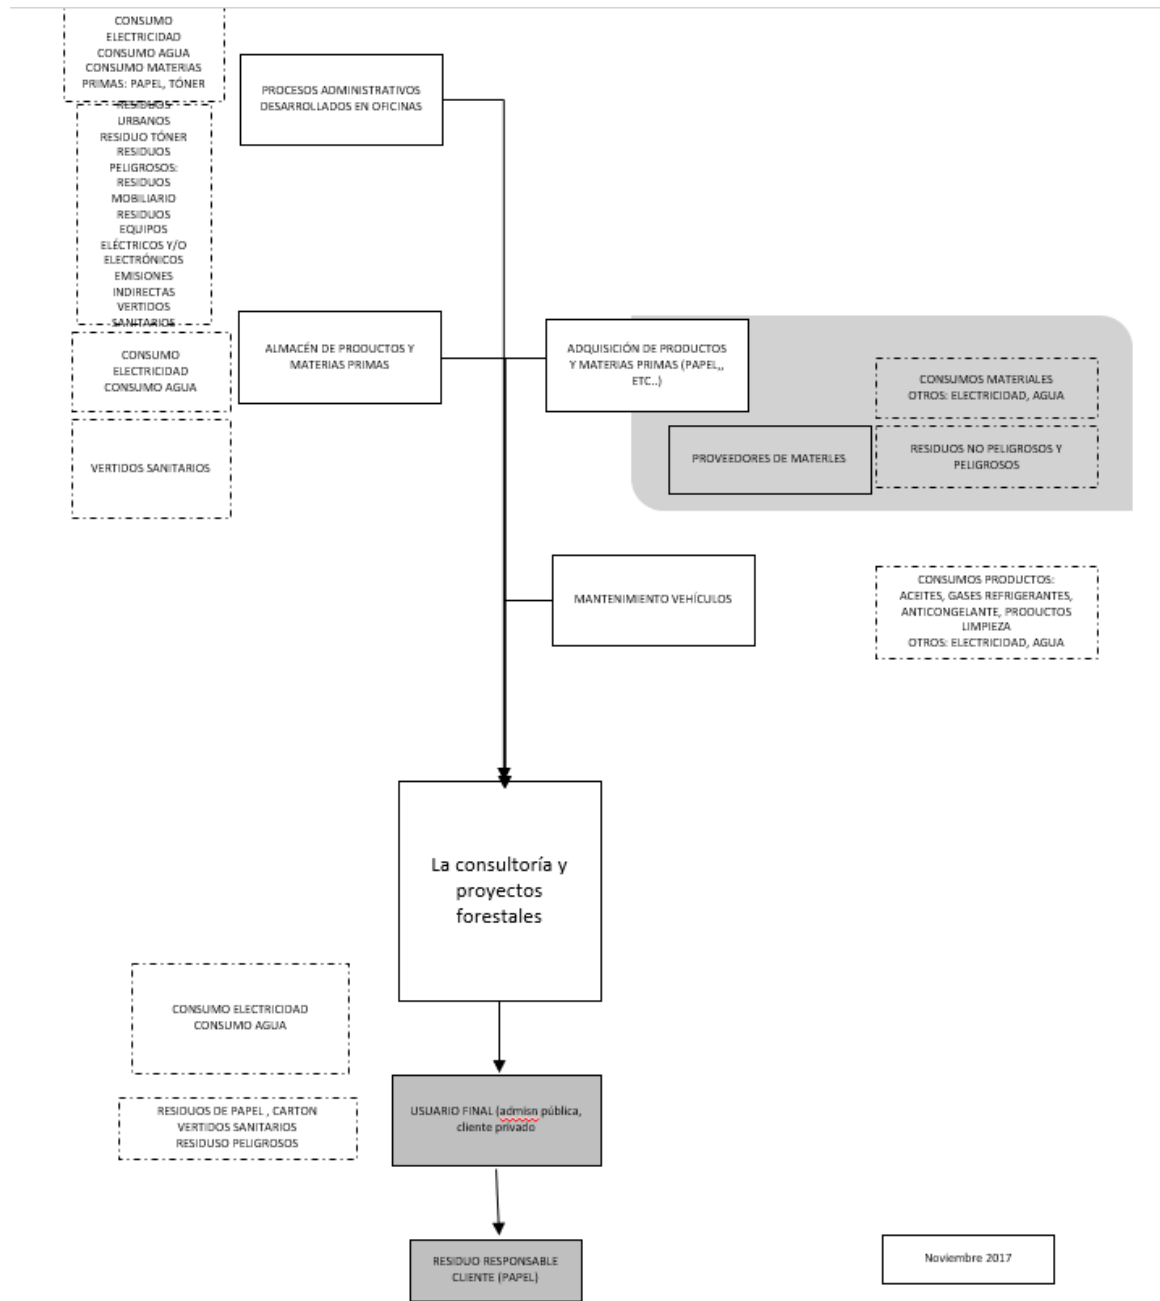 CONSUMO
ELECTRICIDAD
CONSUMO AGUA
CONSUMO MATERIAS
PRIMAS: PAPEL, TÓNER
PROCESOS ADMINISTRATIVOS
DESARROLLADOS EN OFICINAS
RESIDUOS
URBANOS
RESIDUO TÓNER
RESIDUOS
PELIGROSOS:
RESIDUOS
MOBILIARIO
RESIDUOS
EQUIPOS
ELÉCTRICOS Y/O
ELECTRÓNICOS
EMISIONES
INDIRECTAS
VERTIDOS
SANITARIOS
ALMACÉN DE PRODUCTOS Y
MATERIAS PRIMAS
ADQUISICIÓN DE PRODUCTOS
Y MATERIAS PRIMAS (PAPEL,,
ETC..)
CONSUMO
ELECTRICIDAD
CONSUMO AGUA
CONSUMOS MATERIALES
OTROS: ELECTRICIDAD, AGUA
VERTIDOS SANITARIOS
PROVEEDORES DE MATERLES
RESIDUOS NO PELIGROSOS Y
PELIGROSOS
MANTENIMIENTO VEHÍCULOS
CONSUMOS PRODUCTOS:
ACEITES, GASES REFRIGERANTES,
ANTICONGELANTE, PRODUCTOS
LIMPIEZA
OTROS: ELECTRICIDAD, AGUA
La consultoría y
proyectos
forestales
CONSUMO ELECTRICIDAD
CONSUMO AGUA
RESIDUOS DE PAPEL , CARTON
VERTIDOS SANITARIOS
RESIDUSO PELIGROSOS
USUARIO FINAL (admisn pública,
cliente privado
RESIDUO RESPONSABLE
CLIENTE (PAPEL)
Noviembre 2017